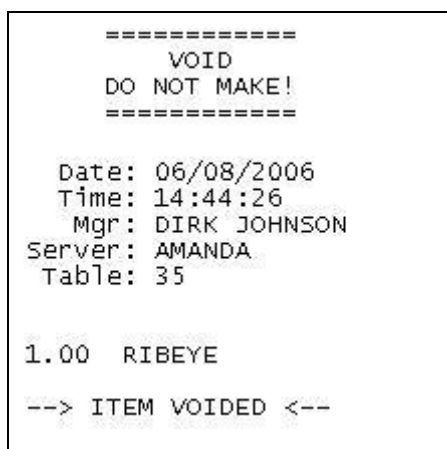 ============
VOID
DO NOT MAKE!
============
Date: 06/08/2006
Time: 14:44:26
Mgr: DIRK JOHNSON
Server: AMANDA
Table: 35
1.00 RIBEYE
--> ITEM VOIDED <--